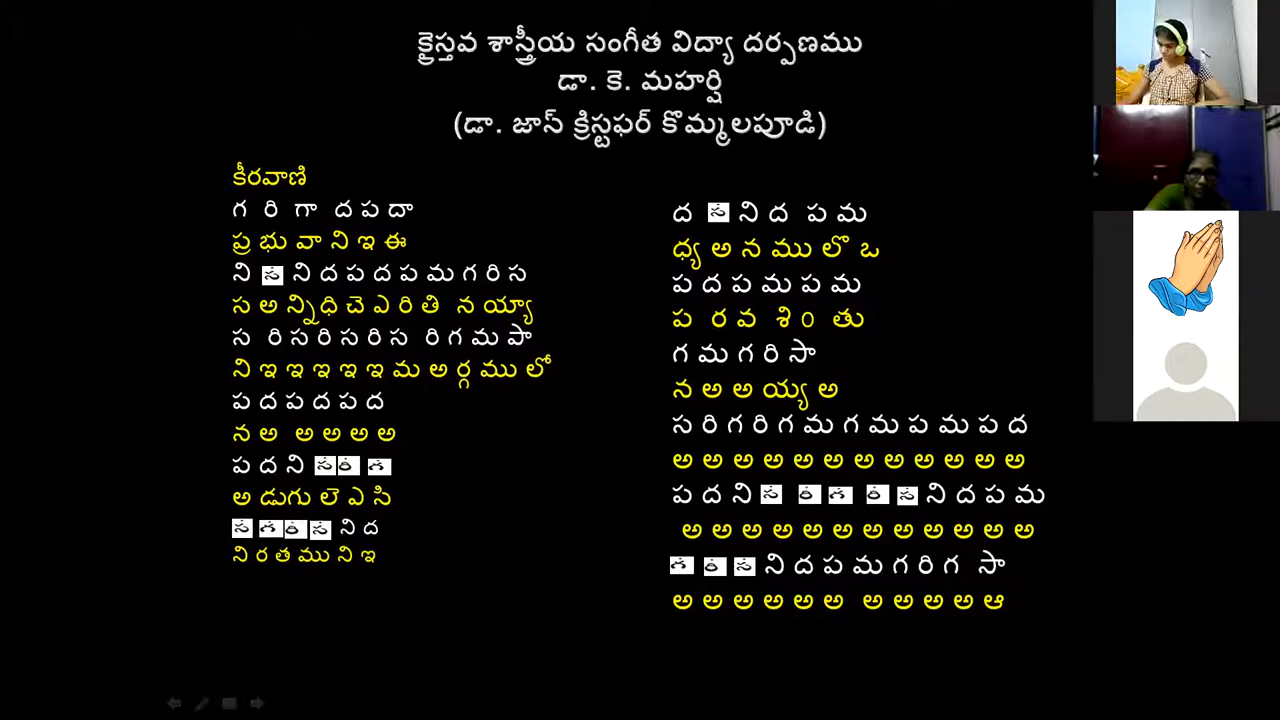 క్రైస్తవ శాస్త్రీయ సంగీత విద్యా దర్పణము
డా. కె. మహర్షి
(డా. జాస్ క్రిస్టఫర్ కొమ్మలపూడి)
కీరవాణి
గ రి గా ద ప దా
ప్ర భు వా ని ఇ ఈ
ని స ని ద ప ద ప మ గ రి స
స అ న్నిధి చె ఎ రి తి న య్యా
స రి స రి స రి స రి గ మ పా
ని ఇ ఇ ఇ ఇ ఇ మ అ ర్గ ము లో
ప ద ప ద ప ద
న అ అ అ అ అ
ప ద ని స రి గ
అ డుగు లె ఎ సి
స గ రి స ని ద
ని ర త ము ని ఇ
ద స ని ద ప మ
ధ్య అ న ము లొ ఒ
ప ద ప మ ప మ
ప ర వ శి ం తు
గ మ గ రి సా
న అ అ య్య అ
స రి గ రి గ మ గ మ ప మ ప ద
అ అ అ అ అ అ అ అ అ అ అ అ
ప ద ని స రి గ రి స ని ద ప మ
అ అ అ అ అ అ అ అ అ అ అ అ
గ రి స ని ద ప మ గ రి గ సా
అ అ అ అ అ అ అ అ అ అ ఆ